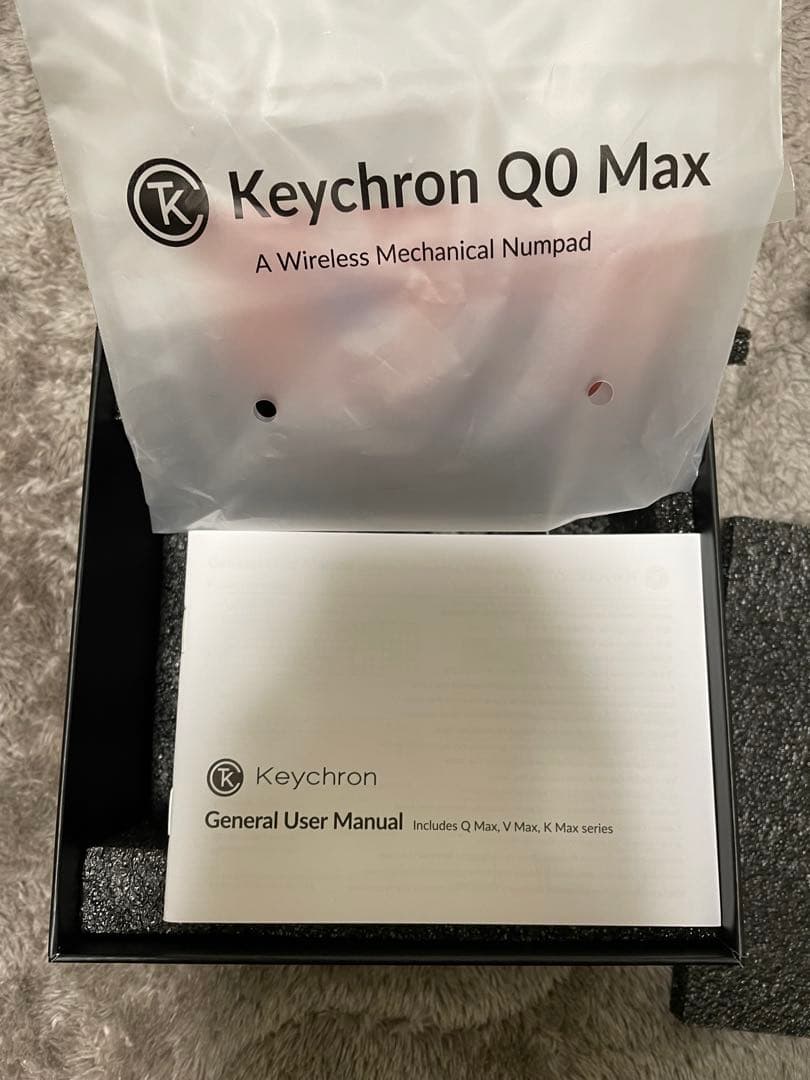 Keychron Q0 Max
A Wireless Mechanical Numpad
Keychron
General User Manual Includes Q Max, V Max, K Max series